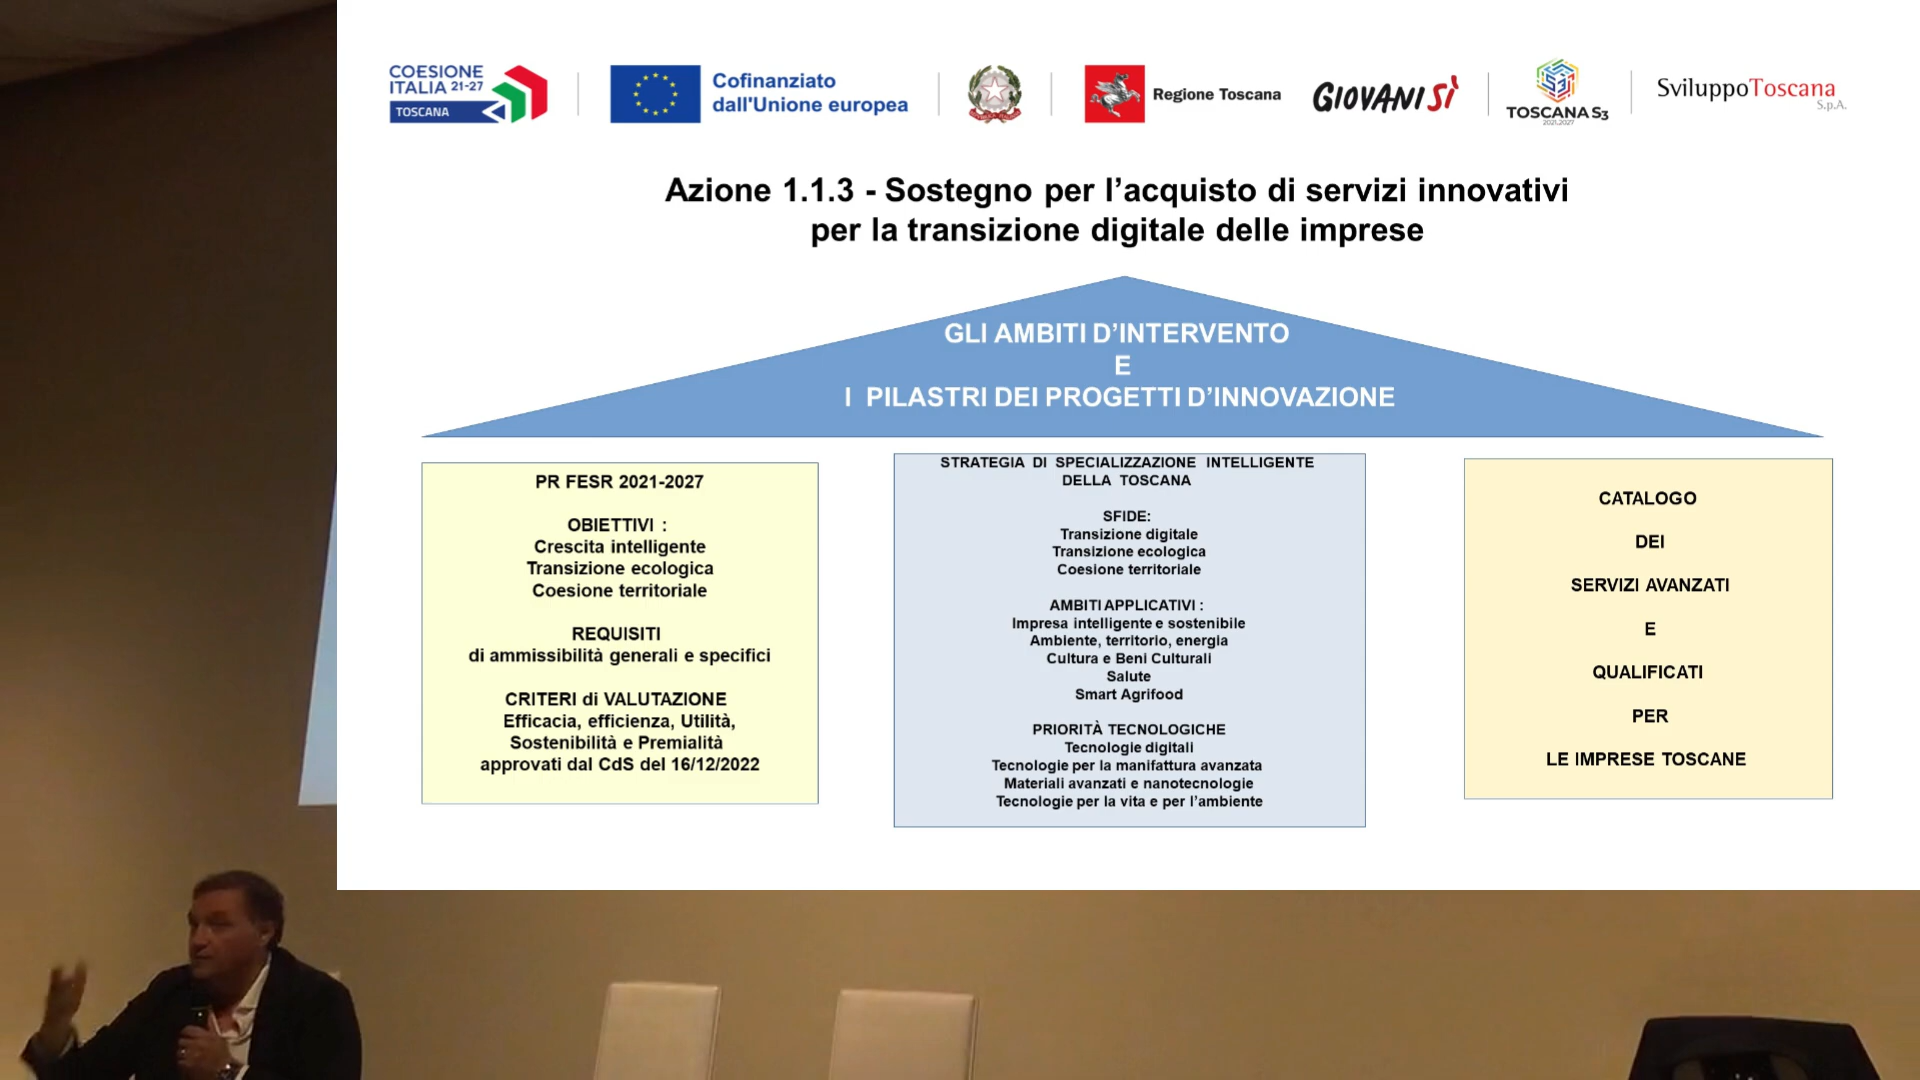 COESIONE
ITALIA 21-27
TOSCANA
Cofinanziato
dall'Unione europea
Regione Toscana
GIOVANISÌ
TOSCANA S3
2021.2027
SviluppoToscana
S.p.A.
Azione 1.1.3 - Sostegno per l’acquisto di servizi innovativi
per la transizione digitale delle imprese
GLI AMBITI D’INTERVENTO
E
I PILASTRI DEI PROGETTI D’INNOVAZIONE
PR FESR 2021-2027
OBIETTIVI :
Crescita intelligente
Transizione ecologica
Coesione territoriale
REQUISITI
di ammissibilità generali e specifici
CRITERI di VALUTAZIONE
Efficacia, efficienza, Utilità,
Sostenibilità e Premialità
approvati dal CdS del 16/12/2022
STRATEGIA DI SPECIALIZZAZIONE INTELLIGENTE
DELLA TOSCANA
SFIDE:
Transizione digitale
Transizione ecologica
Coesione territoriale
AMBITI APPLICATIVI :
Impresa intelligente e sostenibile
Ambiente, territorio, energia
Cultura e Beni Culturali
Salute
Smart Agrifood
PRIORITÀ TECNOLOGICHE
Tecnologie digitali
Tecnologie per la manifattura avanzata
Materiali avanzati e nanotecnologie
Tecnologie per la vita e per l’ambiente
CATALOGO
DEI
SERVIZI AVANZATI
E
QUALIFICATI
PER
LE IMPRESE TOSCANE